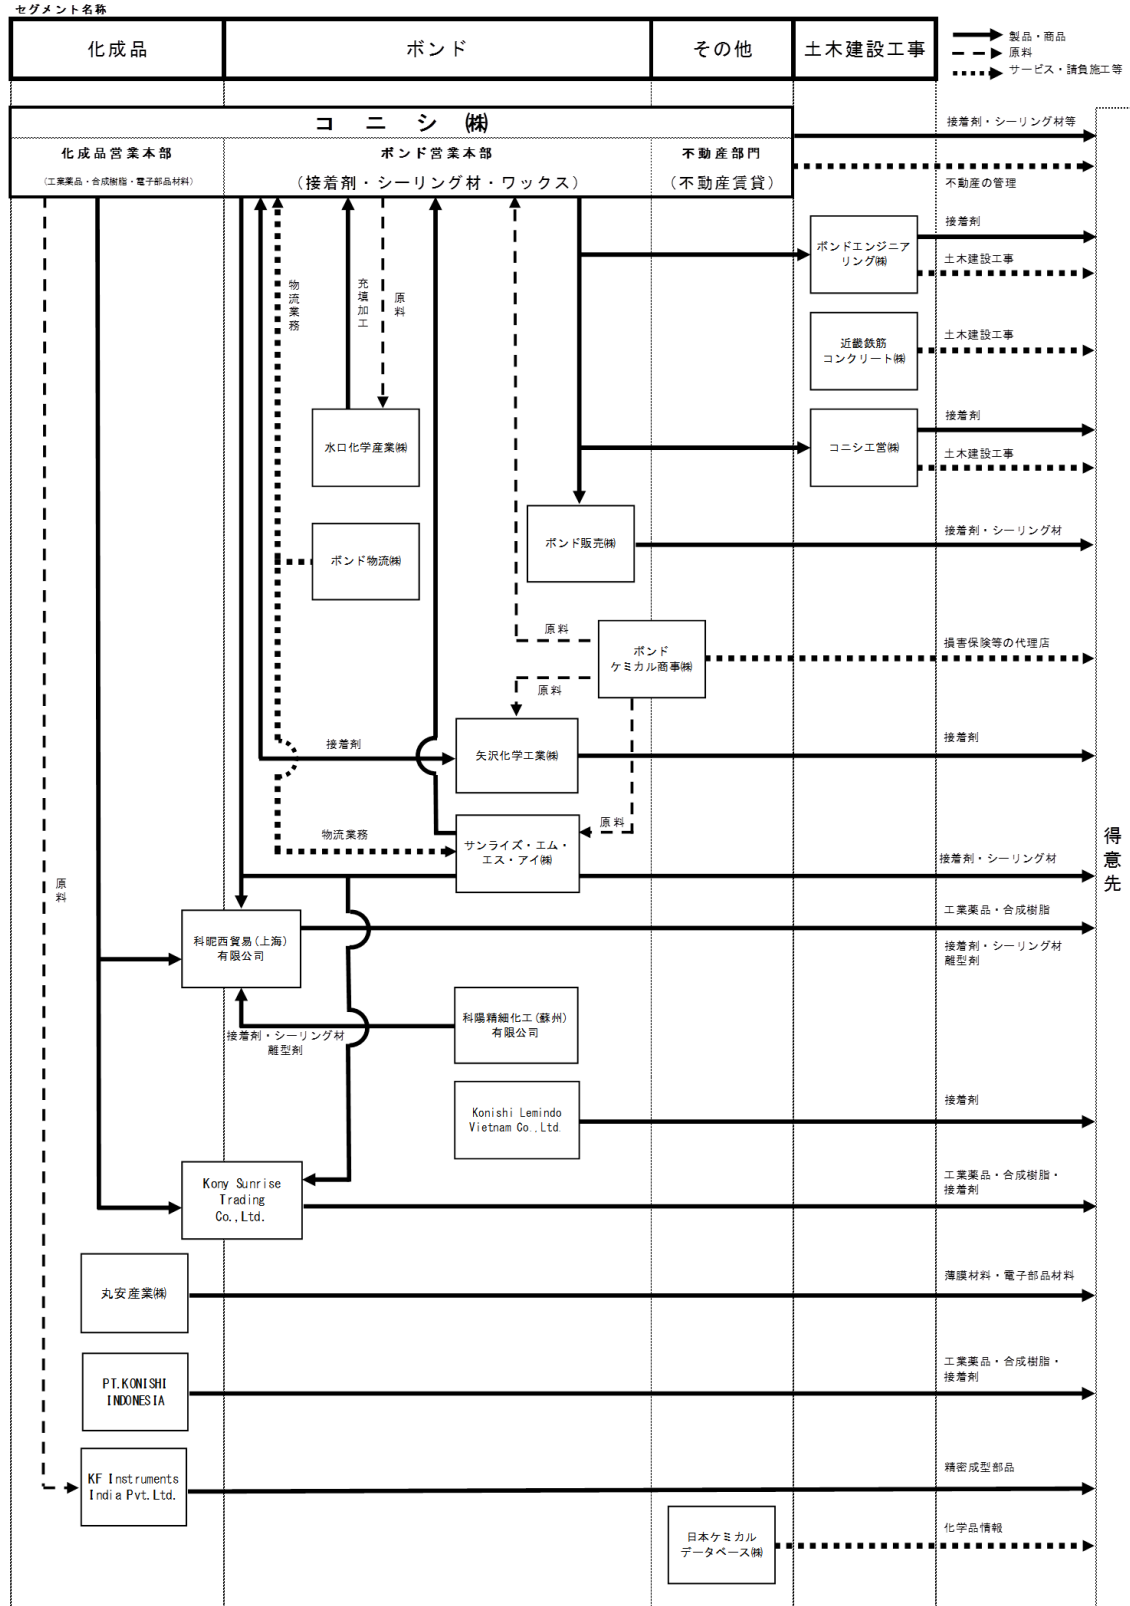 セグメント名称
化成品
ボンド
その他
土木建設工事
製品・商品
原料
サービス・請負施工等
コニシ㈱
化成品営業本部
(工業薬品・合成樹脂・電子部品材料)
ボンド営業本部
(接着剤・シーリング材・ワックス)
不動産部門
(不動産賃貸)
接着剤・シーリング材等
不動産の管理
ボンドエンジニア
リング㈱
接着剤
土木建設工事
物流業務
充填加工
原料
近畿鉄筋
コンクリート㈱
土木建設工事
水口化学産業㈱
コニシ工営㈱
接着剤
土木建設工事
ボンド販売㈱
接着剤・シーリング材
ボンド物流㈱
原料
ボンド
ケミカル商事㈱
損害保険等の代理店
原料
接着剤
矢沢化学工業㈱
接着剤
原料
物流業務
サンライズ・エム・
エス・アイ㈱
接着剤・シーリング材
得意先
原料
科昵西貿易(上海)
有限公司
工業薬品・合成樹脂
接着剤・シーリング材
離型剤
科陽精細化工(蘇州)
有限公司
接着剤・シーリング材
離型剤
Konishi Lemindo
Vietnam Co.,Ltd.
接着剤
Kony Sunrise
Trading
Co.,Ltd.
工業薬品・合成樹脂・
接着剤
丸安産業㈱
薄膜材料・電子部品材料
PT.KONISHI
INDONESIA
工業薬品・合成樹脂・
接着剤
KF Instruments
India Pvt.Ltd.
精密成型部品
日本ケミカル
データベース㈱
化学品情報